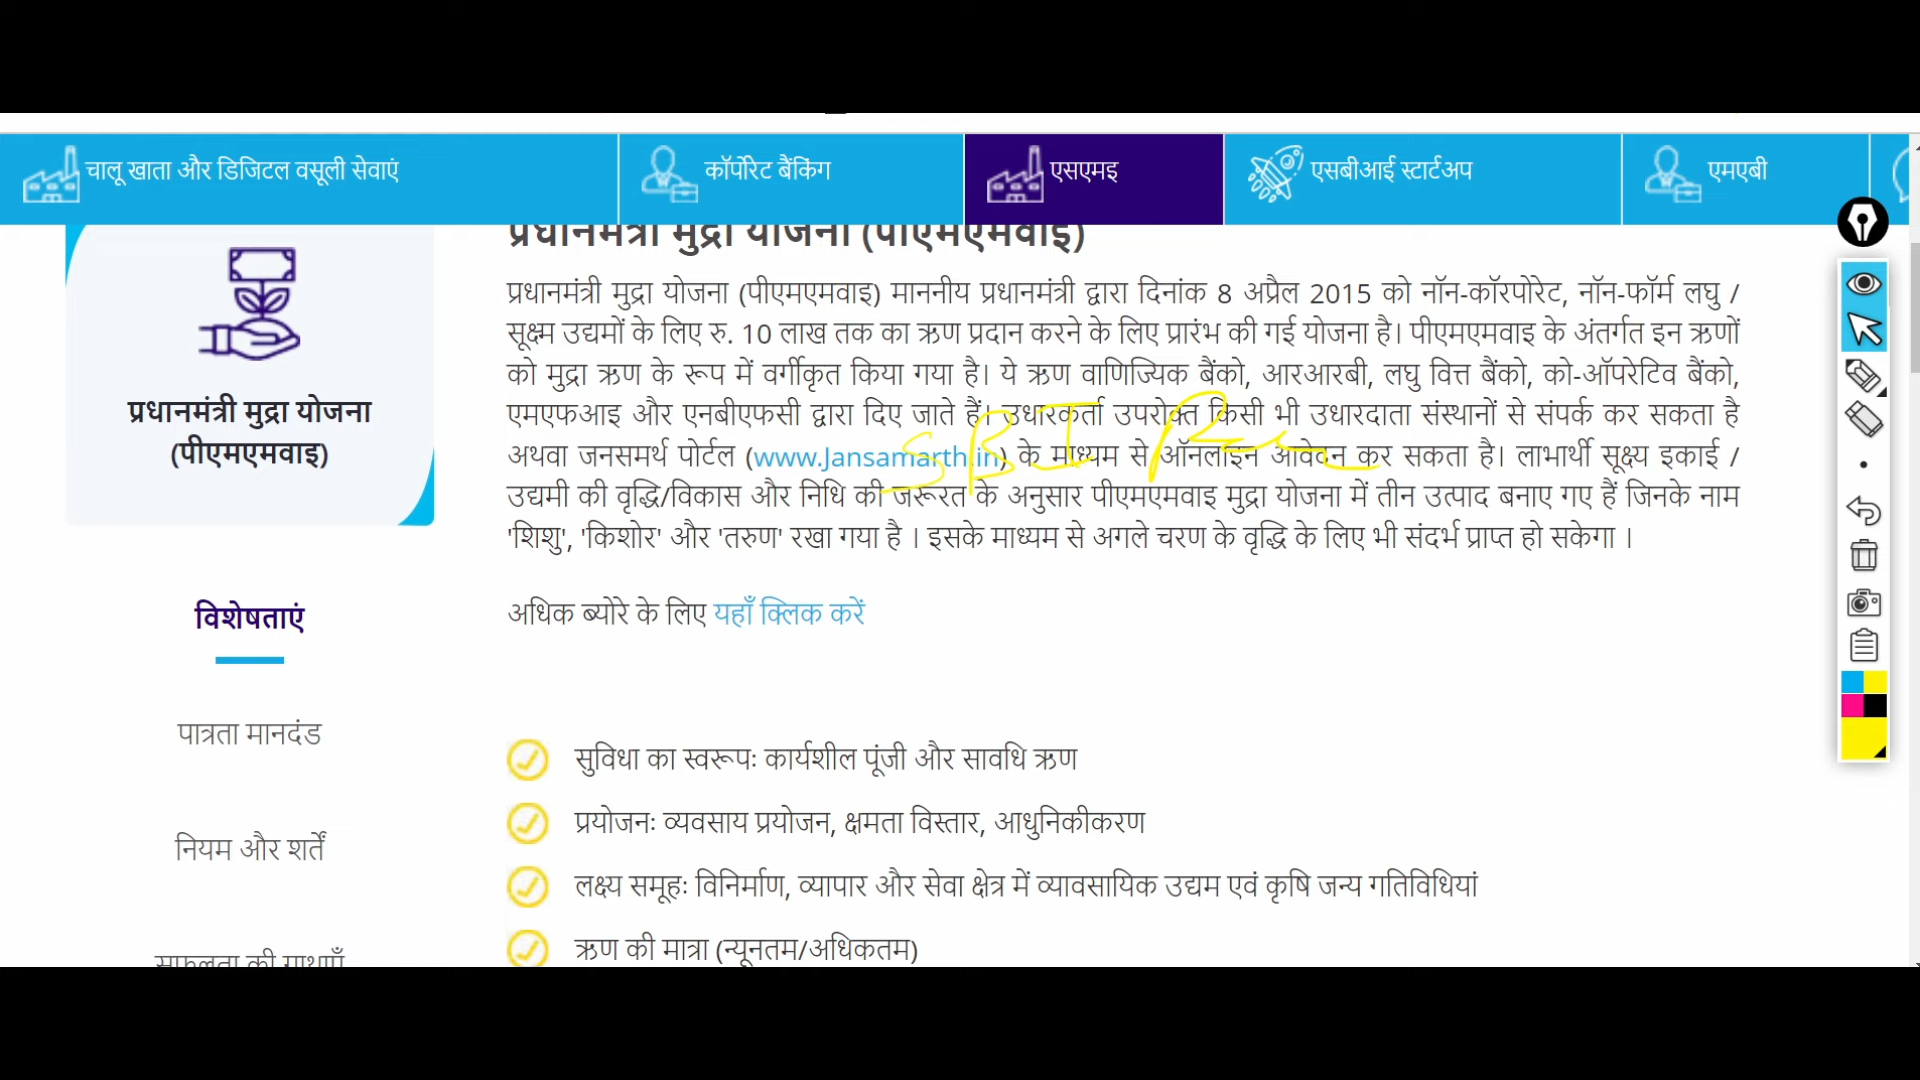 चालू खाता और डिजिटल वसूली सेवाएं
कॉर्पोरेट बैंकिंग
एसएमइ
एसबीआई स्टार्टअप
एमएबी
प्रधानमंत्री मुद्रा योजना (पीएमएमवाइ)
प्रधानमंत्री मुद्रा योजना
(पीएमएमवाइ)
प्रधानमंत्री मुद्रा योजना (पीएमएमवाइ) माननीय प्रधानमंत्री द्वारा दिनांक 8 अप्रैल 2015 को नॉन-कॉरपोरेट, नॉन-फॉर्म लघु /
सूक्ष्म उद्यमों के लिए रु. 10 लाख तक का ऋण प्रदान करने के लिए प्रारंभ की गई योजना है। पीएमएमवाइ के अंतर्गत इन ऋणों
को मुद्रा ऋण के रूप में वर्गीकृत किया गया है। ये ऋण वाणिज्यिक बैंको, आरआरबी, लघु वित्त बैंको, को-ऑपरेटिव बैंको,
एमएफआइ और एनबीएफसी द्वारा दिए जाते हैं। उधारकर्ता उपरोक्त किसी भी उधारदाता संस्थानों से संपर्क कर सकता है
अथवा जनसमर्थ पोर्टल (www.Jansamarth.in) के माध्यम से ऑनलाइन आवेदन कर सकता है। लाभार्थी सूक्ष्म इकाई /
उद्यमी की वृद्धि/विकास और निधि की जरूरत के अनुसार पीएमएमवाइ मुद्रा योजना में तीन उत्पाद बनाए गए हैं जिनके नाम
'शिशु', 'किशोर' और 'तरुण' रखा गया है । इसके माध्यम से अगले चरण के वृद्धि के लिए भी संदर्भ प्राप्त हो सकेगा ।
SBI
अधिक ब्योरे के लिए यहाँ क्लिक करें
विशेषताएं
पात्रता मानदंड
नियम और शर्तें
सफलता की गाथाएँ
सुविधा का स्वरूपः कार्यशील पूंजी और सावधि ऋण
प्रयोजनः व्यवसाय प्रयोजन, क्षमता विस्तार, आधुनिकीकरण
लक्ष्य समूहः विनिर्माण, व्यापार और सेवा क्षेत्र में व्यावसायिक उद्यम एवं कृषि जन्य गतिविधियां
ऋण की मात्रा (न्यूनतम/अधिकतम)